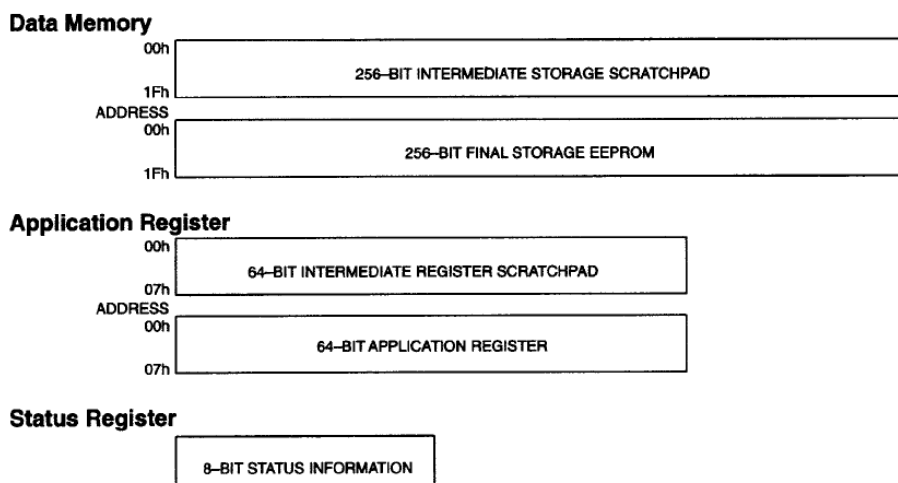 Data Memory
00h
256–BIT INTERMEDIATE STORAGE SCRATCHPAD
1Fh
ADDRESS
00h
256–BIT FINAL STORAGE EEPROM
1Fh
Application Register
00h
64–BIT INTERMEDIATE REGISTER SCRATCHPAD
07h
ADDRESS
00h
64–BIT APPLICATION REGISTER
07h
Status Register
8–BIT STATUS INFORMATION